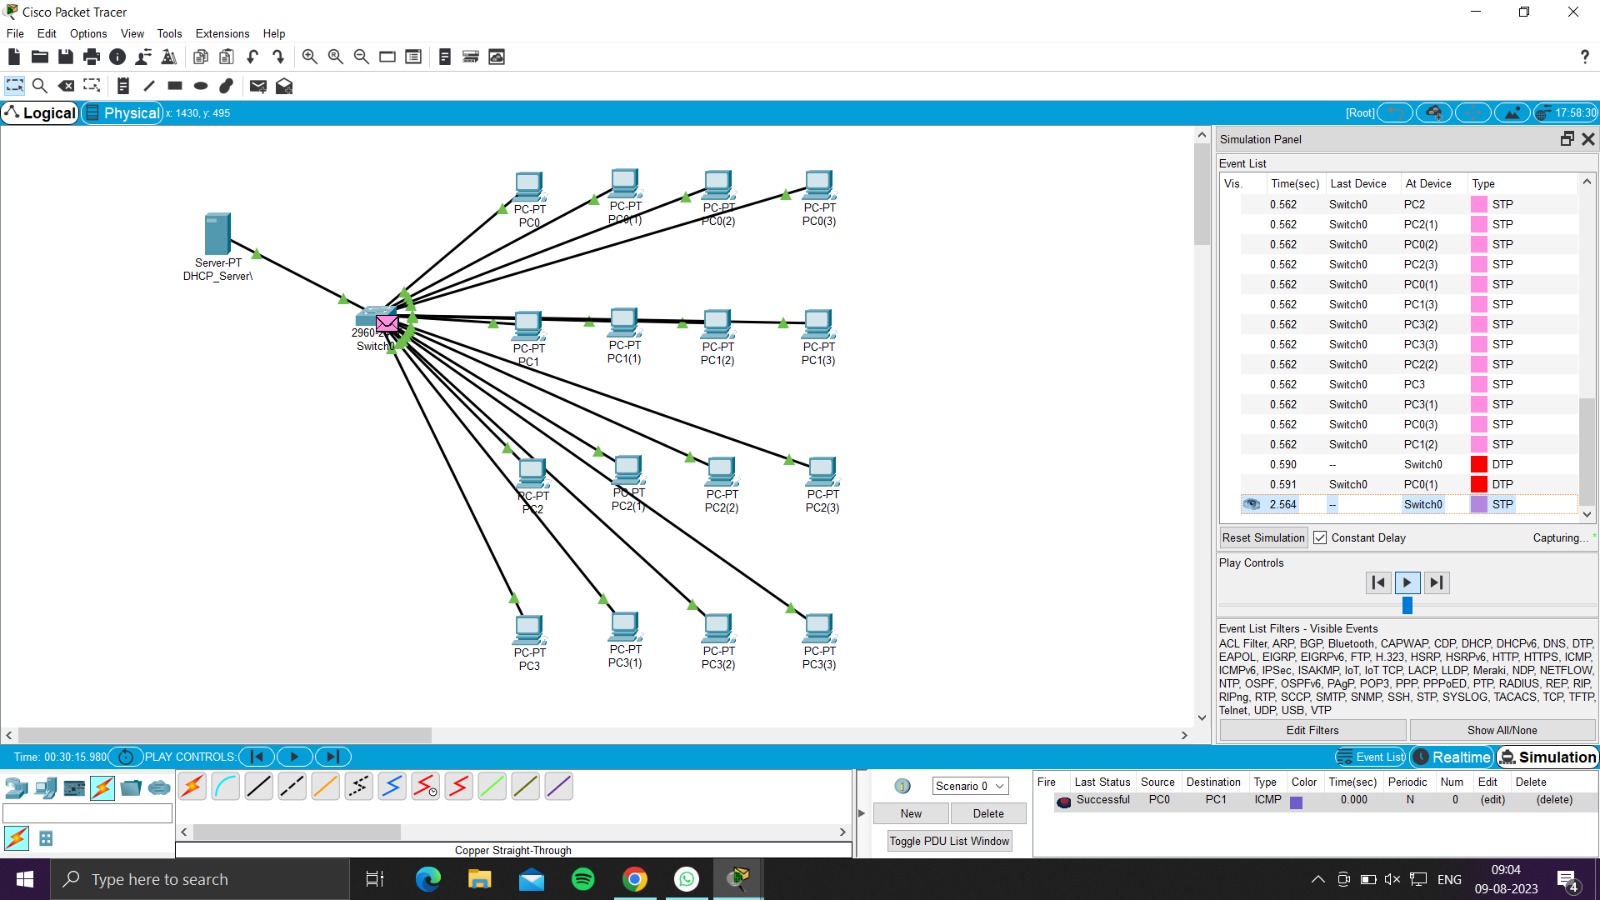 Cisco Packet Tracer
File Edit Options View Tools Extensions Help
?
Logical Physical x: 1430, y: 495 [Root] 17:58:30
PC-PT
PC0
PC-PT
PC0(1)
PC-PT
PC0(2)
PC-PT
PC0(3)
Server-PT
DHCP_Server\
Switch0
PC-PT
PC1
PC-PT
PC1(1)
PC-PT
PC1(2)
PC-PT
PC1(3)
PC-PT
PC2
PC-PT
PC2(1)
PC-PT
PC2(2)
PC-PT
PC2(3)
PC-PT
PC3
PC-PT
PC3(1)
PC-PT
PC3(2)
PC-PT
PC3(3)
Simulation Panel
Event List
Vis. Time(sec) Last Device At Device Type
0.562 Switch0 PC2 STP
0.562 Switch0 PC2(1) STP
0.562 Switch0 PC0(2) STP
0.562 Switch0 PC2(3) STP
0.562 Switch0 PC0(1) STP
0.562 Switch0 PC1(3) STP
0.562 Switch0 PC3(2) STP
0.562 Switch0 PC3(3) STP
0.562 Switch0 PC2(2) STP
0.562 Switch0 PC3 STP
0.562 Switch0 PC3(1) STP
0.562 Switch0 PC0(3) STP
0.562 Switch0 PC1(2) STP
0.590 -- Switch0 DTP
0.591 Switch0 PC0(1) DTP
2.564 -- Switch0 STP
Reset Simulation Constant Delay Capturing... *
Play Controls
Event List Filters - Visible Events
ACL Filter, ARP, BGP, Bluetooth, CAPWAP, CDP, DHCP, DHCPv6, DNS, DTP,
EAPOL, EIGRP, EIGRPv6, FTP, H.323, HSRP, HSRPv6, HTTP, HTTPS, ICMP,
ICMPv6, IPSec, ISAKMP, IoT, IoT TCP, LACP, LLDP, Meraki, NDP, NETFLOW,
NTP, OSPF, OSPFv6, PAgP, POP3, PPP, PPPoED, PTP, RADIUS, REP, RIP,
RIPng, RTP, SCCP, SMTP, SNMP, SSH, STP, SYSLOG, TACACS, TCP, TFTP,
Telnet, UDP, USB, VTP
Edit Filters Show All/None
Time: 00:30:15.980 PLAY CONTROLS: Event List Realtime Simulation
Scenario 0
New Delete
Toggle PDU List Window
Fire Last Status Source Destination Type Color Time(sec) Periodic Num Edit Delete
Successful PC0 PC1 ICMP 0.000 N 0 (edit) (delete)
Copper Straight-Through
Type here to search
ENG
09:04
09-08-2023
4